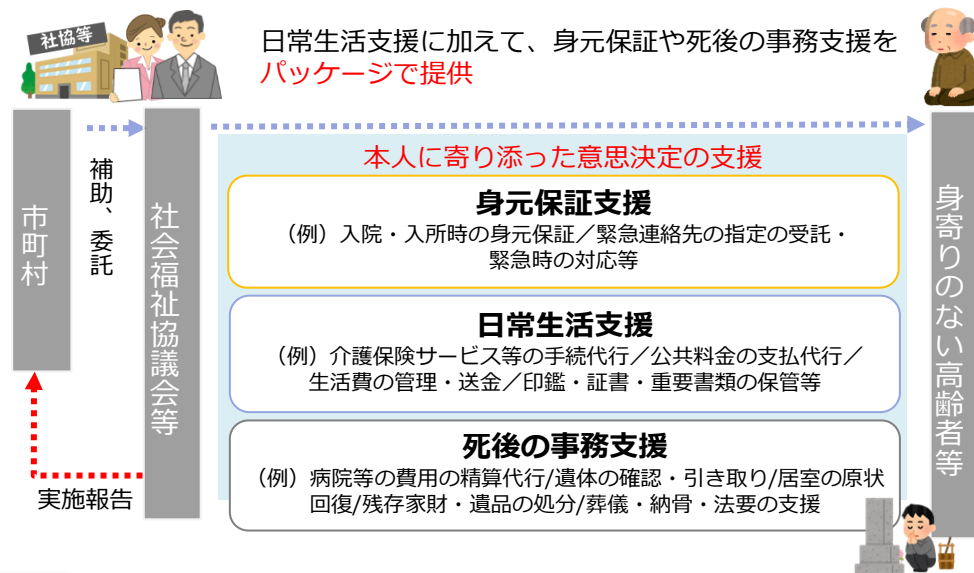 社協等
日常生活支援に加えて、身元保証や死後の事務支援を
パッケージで提供
市町村
補助、委託
社会福祉協議会等
実施報告
本人に寄り添った意思決定の支援
身元保証支援
（例）入院・入所時の身元保証／緊急連絡先の指定の受託・
緊急時の対応等
日常生活支援
（例）介護保険サービス等の手続代行／公共料金の支払代行／
生活費の管理・送金／印鑑・証書・重要書類の保管等
死後の事務支援
（例）病院等の費用の精算代行/遺体の確認・引き取り/居室の原状
回復/残存家財・遺品の処分/葬儀・納骨・法要の支援
身寄りのない高齢者等